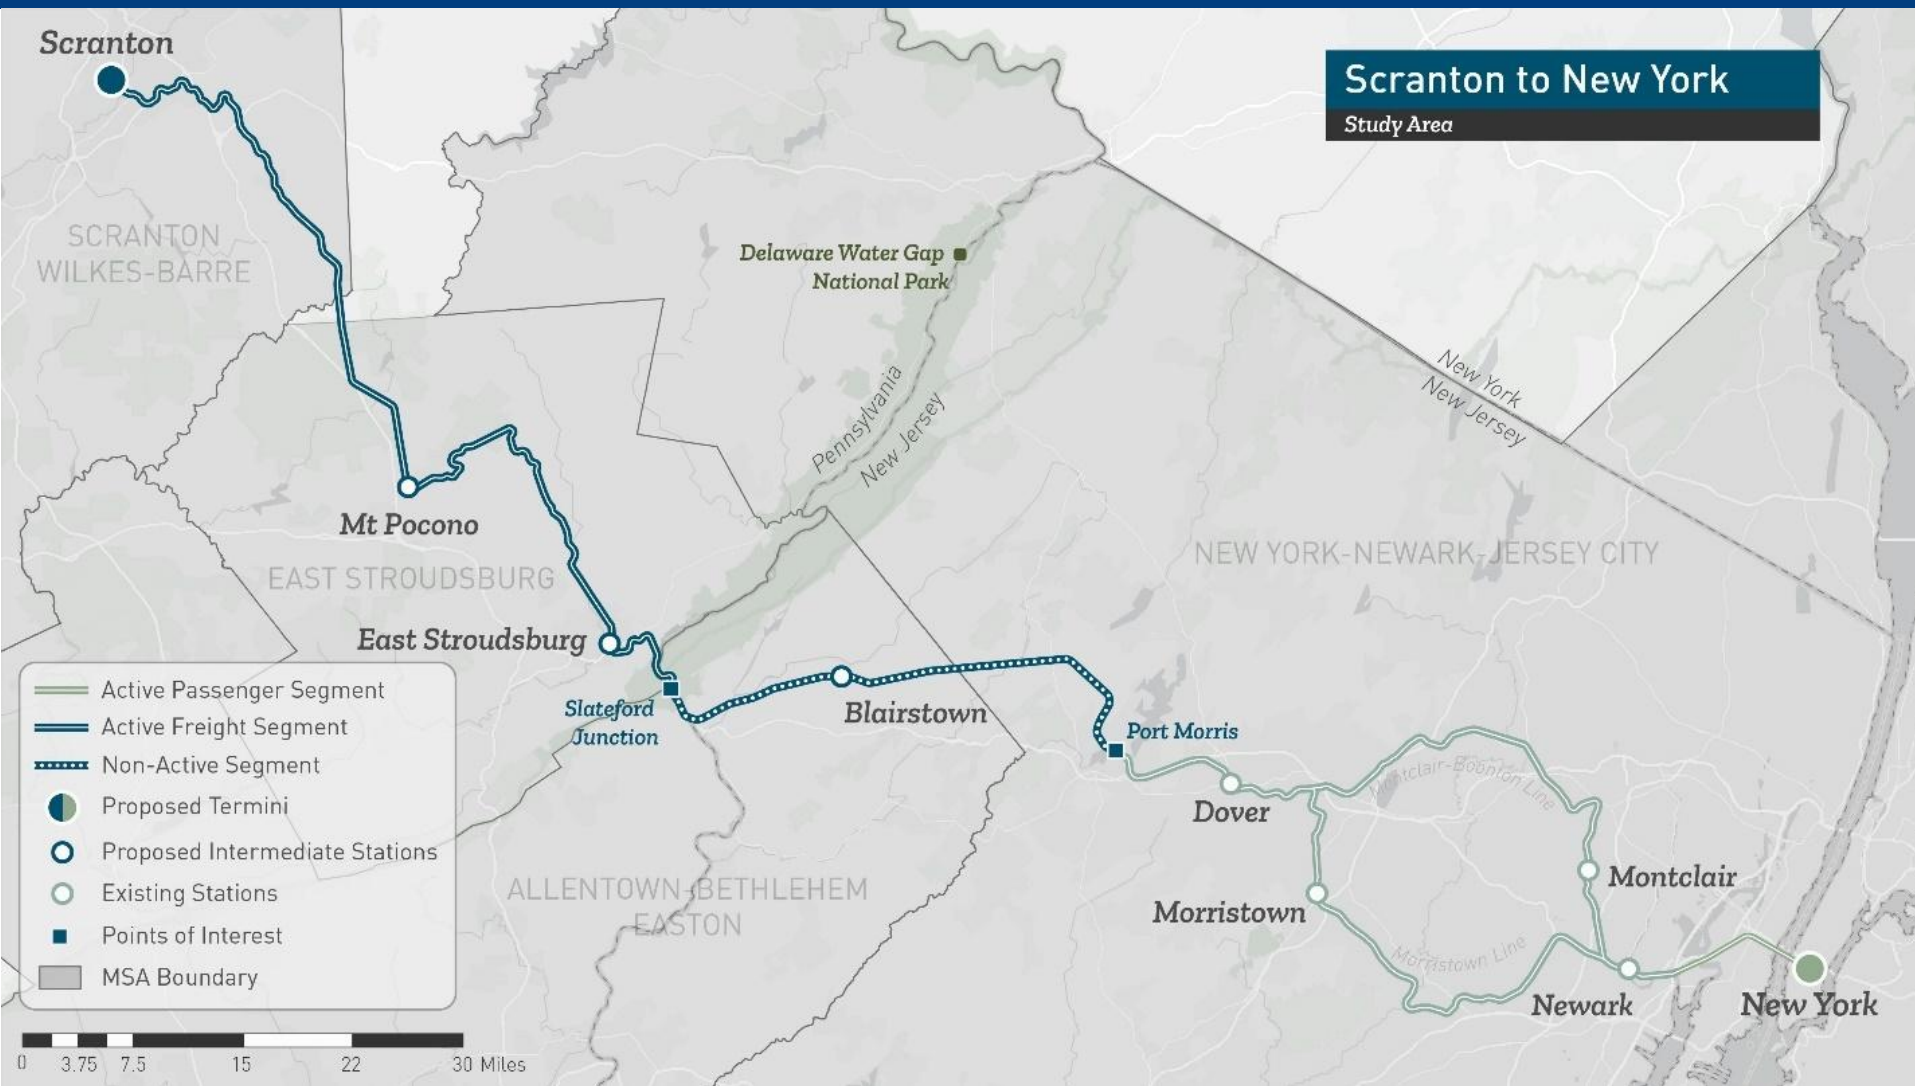 Scranton
Scranton to New York
Study Area
SCRANTON
WILKES-BARRE
Delaware Water Gap
National Park
New York
New Jersey
Pennsylvania
New Jersey
Mt Pocono
EAST STROUDSBURG
NEW YORK-NEWARK-JERSEY CITY
East Stroudsburg
Slateford
Junction
Blairstown
Port Morris
Montclair-Boonton Line
Dover
Montclair
Morristown
Morristown Line
Newark
New York
ALLENTOWN-BETHLEHEM
EASTON
Active Passenger Segment
Active Freight Segment
Non-Active Segment
Proposed Termini
Proposed Intermediate Stations
Existing Stations
Points of Interest
MSA Boundary
0 3.75 7.5 15 22 30 Miles